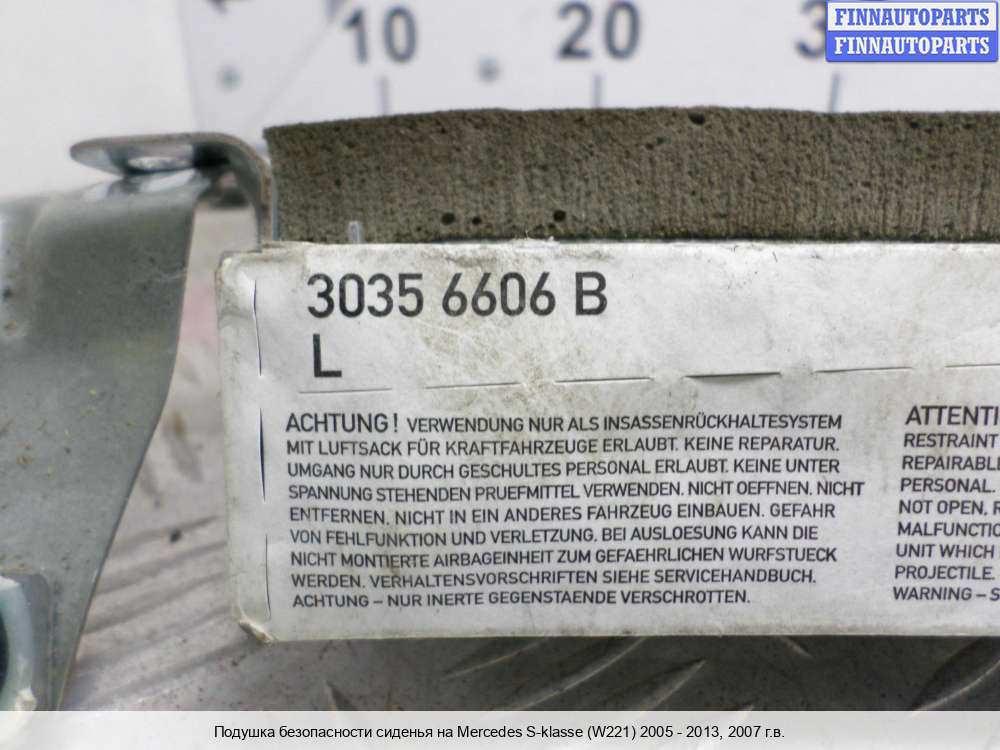 10 20 3
FINNAUTOPARTS
FINNAUTOPARTS
3035 6606 B
L
ACHTUNG! VERWENDUNG NUR ALS INSASSENRÜCKHALTESYSTEM
MIT LUFTSACK FÜR KRAFTFAHRZEUGE ERLAUBT. KEINE REPARATUR.
UMGANG NUR DURCH GESCHULTES PERSONAL ERLAUBT. KEINE UNTER
SPANNUNG STEHENDEN PRUEFMITTEL VERWENDEN. NICHT OEFFNEN. NICHT
ENTFERNEN. NICHT IN EIN ANDERES FAHRZEUG EINBAUEN. GEFAHR
VON FEHLFUNKTION UND VERLETZUNG. BEI AUSLOESUNG KANN DIE
NICHT MONTIERTE AIRBAGEINHEIT ZUM GEFAEHRLICHEN WURFSTUECK
WERDEN. VERHALTENSVORSCHRIFTEN SIEHE SERVICEHANDBUCH.
ACHTUNG – NUR INERTE GEGENSTAENDE VERSCHROTTEN.
ATTENTI
RESTRAINT
REPAIRABLE
PERSONAL.
NOT OPEN. R
MALFUNCTIO
UNIT WHICH
PROJECTILE.
WARNING – S
Подушка безопасности сиденья на Mercedes S-klasse (W221) 2005 - 2013, 2007 г.в.